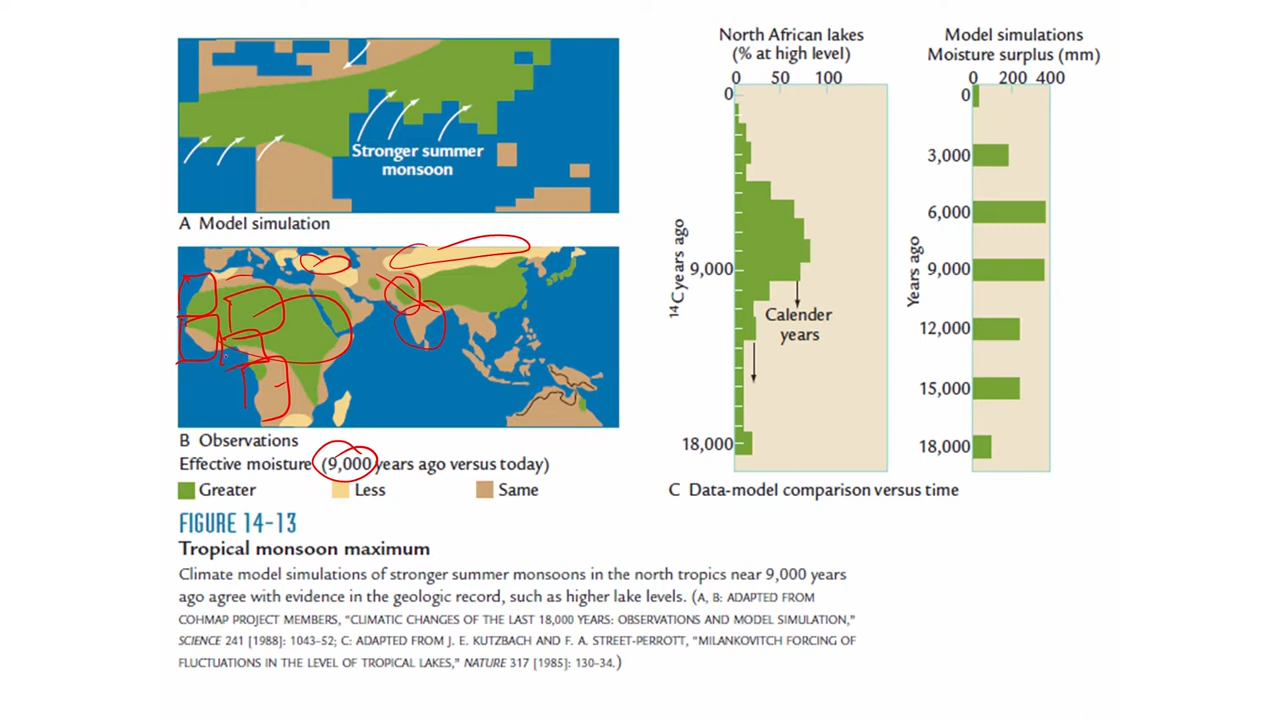 Stronger summer
monsoon
A Model simulation
B Observations
Effective moisture (9,000 years ago versus today)
Greater
Less
Same
North African lakes
(% at high level)
0 50 100
0
9,000
18,000
14C years ago
Calender
years
Model simulations
Moisture surplus (mm)
0 200 400
0
3,000
6,000
9,000
12,000
15,000
18,000
Years ago
C Data-model comparison versus time
FIGURE 14-13
Tropical monsoon maximum
Climate model simulations of stronger summer monsoons in the north tropics near 9,000 years
ago agree with evidence in the geologic record, such as higher lake levels. (A, B: ADAPTED FROM
COHMAP PROJECT MEMBERS, “CLIMATIC CHANGES OF THE LAST 18,000 YEARS: OBSERVATIONS AND MODEL SIMULATION,”
SCIENCE 241 [1988]: 1043–52; C: ADAPTED FROM J. E. KUTZBACH AND F. A. STREET-PERROTT, “MILANKOVITCH FORCING OF
FLUCTUATIONS IN THE LEVEL OF TROPICAL LAKES,” NATURE 317 [1985]: 130–34.)